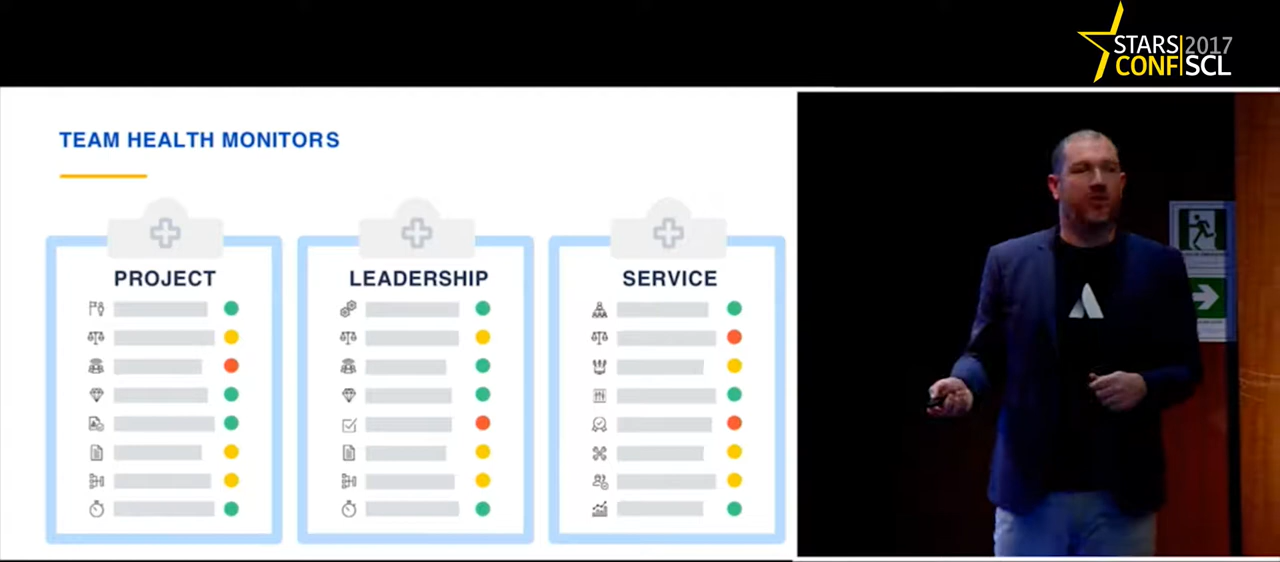 STARS 2017
CONF SCL
TEAM HEALTH MONITORS
PROJECT
LEADERSHIP
SERVICE